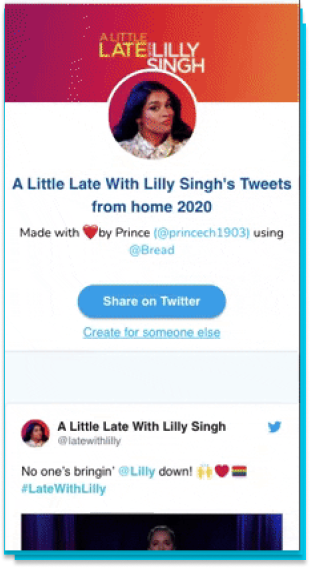 A LITTLE
LATE WITH LILLY
SINGH
A Little Late With Lilly Singh's Tweets
from home 2020
Made with ❤️by Prince (@princech1903) using
@Bread
Share on Twitter
Create for someone else
A Little Late With Lilly Singh
@latewithlilly
No one's bringin' @Lilly down! 🙌❤️🏳️‍🌈
#LateWithLilly